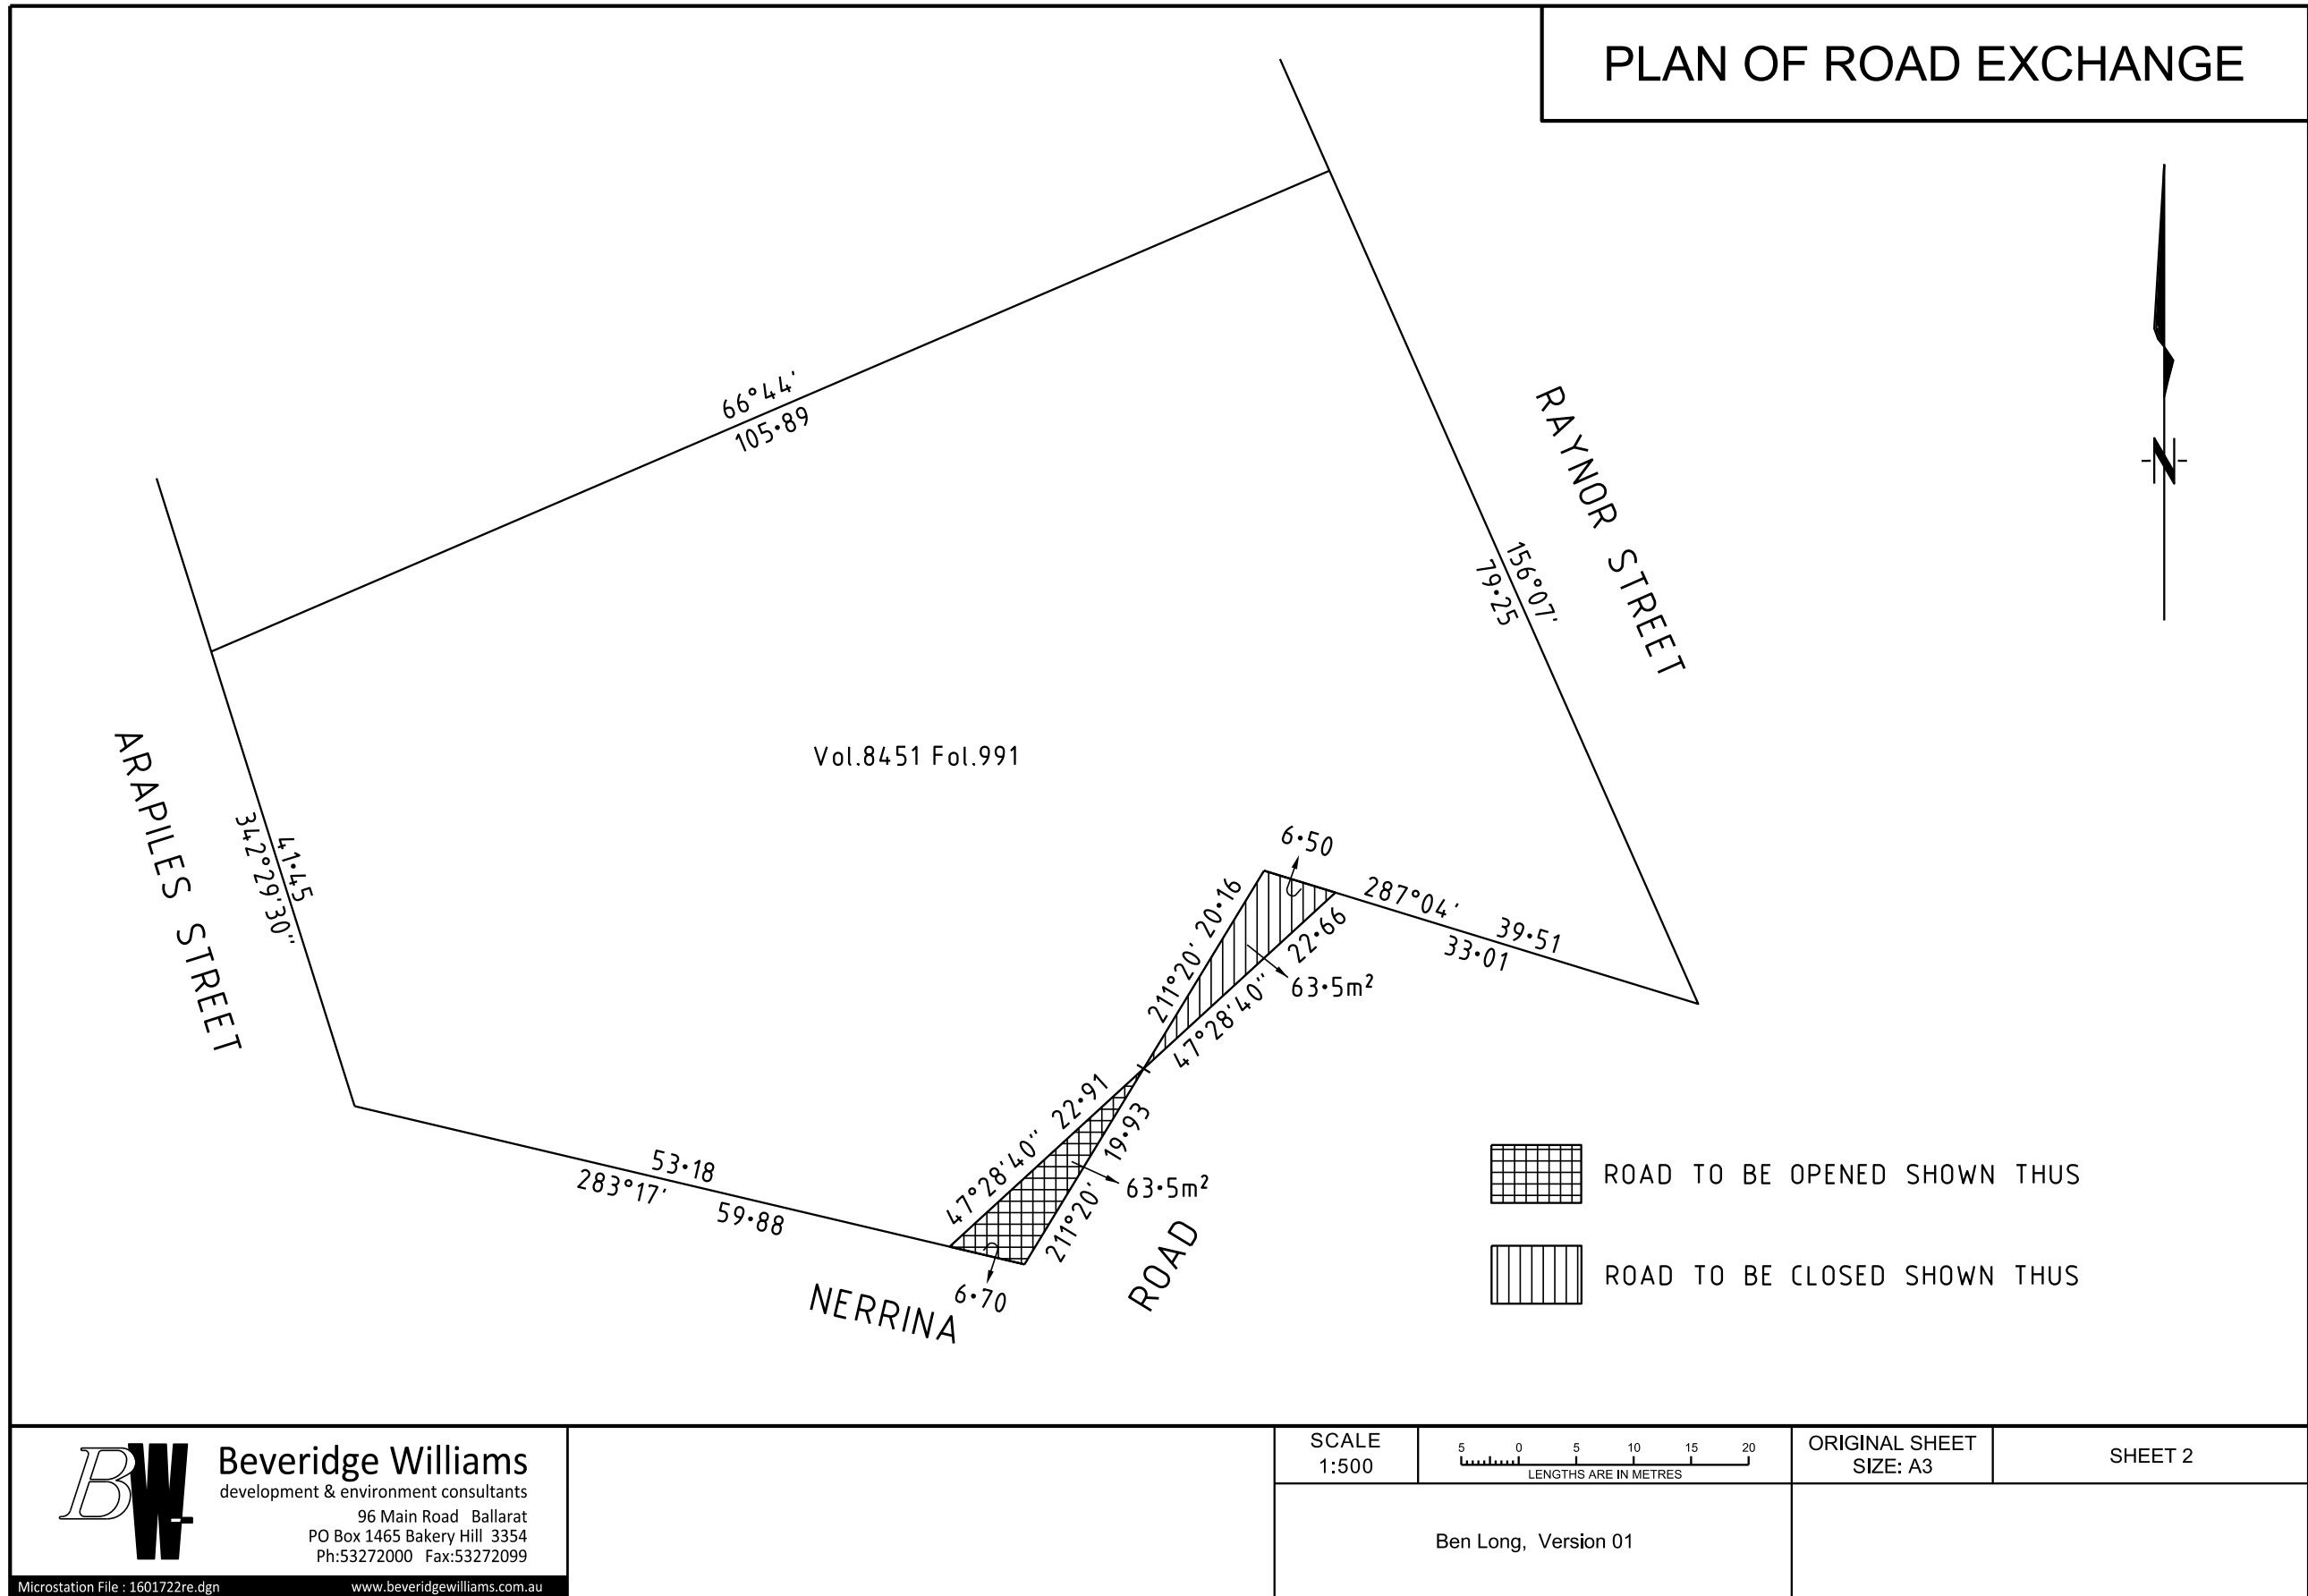 PLAN OF ROAD EXCHANGE
66°44'
105·89
RAYNOR STREET
N
156°07'
79·25
Vol.8451 Fol.991
ARAPILES STREET
41·45
342°29'30"
6·50
211°20' 20·16
287°04' 39·51
33·01
22·66
47°28'40"
63·5m²
47°28'40" 22·91
19·93
211°20'
63·5m²
53·18
283°17'
59·88
6·70
NERRINA ROAD
ROAD TO BE OPENED SHOWN THUS
ROAD TO BE CLOSED SHOWN THUS
BW
Beveridge Williams
development & environment consultants
96 Main Road Ballarat
PO Box 1465 Bakery Hill 3354
Ph:53272000 Fax:53272099
Microstation File : 1601722re.dgn www.beveridgewilliams.com.au
SCALE
1:500
5 0 5 10 15 20
LENGTHS ARE IN METRES
ORIGINAL SHEET
SIZE: A3
SHEET 2
Ben Long, Version 01